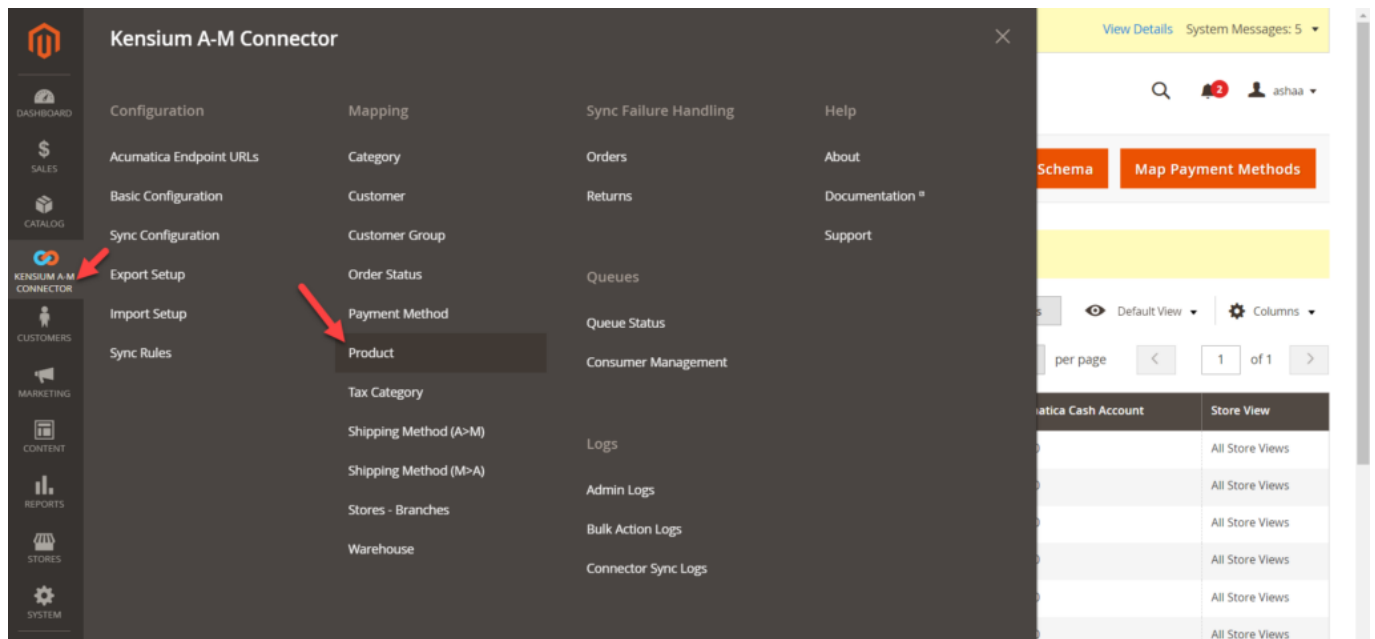 View Details System Messages: 5
Kensium A-M Connector
DASHBOARD
2
ashaa
Configuration
Mapping
Sync Failure Handling
Help
SALES
Acumatica Endpoint URLs
Category
Orders
About
Schema
Map Payment Methods
Basic Configuration
Customer
Returns
Documentation
CATALOG
Sync Configuration
Customer Group
Support
KENSIUM A-M
CONNECTOR
Export Setup
Order Status
Queues
Import Setup
Payment Method
Queue Status
s
Default View
Columns
CUSTOMERS
Sync Rules
Product
Consumer Management
per page
1
of 1
MARKETING
Tax Category
atica Cash Account
Store View
Shipping Method (A>M)
Logs
CONTENT
All Store Views
Shipping Method (M>A)
Admin Logs
All Store Views
REPORTS
Stores - Branches
Bulk Action Logs
All Store Views
Warehouse
STORES
All Store Views
Connector Sync Logs
All Store Views
SYSTEM
All Store Views